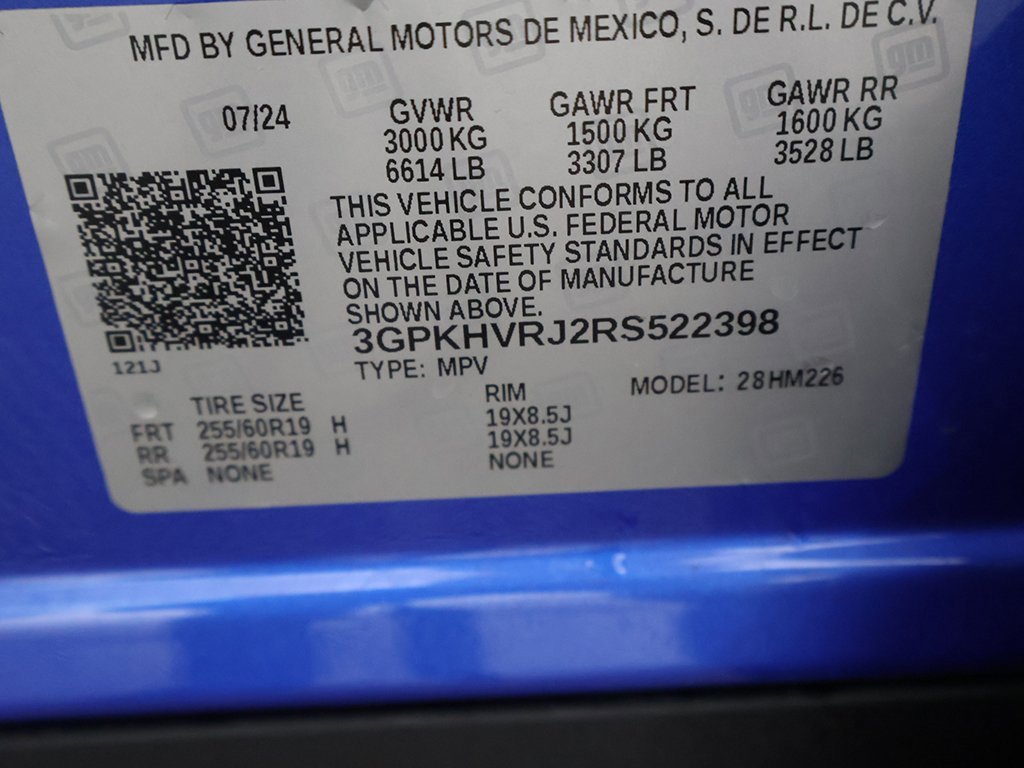 MFD BY GENERAL MOTORS DE MEXICO, S. DE R.L. DE C.V.
07/24 GVWR GAWR FRT GAWR RR
3000 KG 1500 KG 1600 KG
6614 LB 3307 LB 3528 LB
THIS VEHICLE CONFORMS TO ALL
APPLICABLE U.S. FEDERAL MOTOR
VEHICLE SAFETY STANDARDS IN EFFECT
ON THE DATE OF MANUFACTURE
SHOWN ABOVE.
3GPKHVRJ2RS522398
121J TYPE: MPV MODEL: 28HM226
TIRE SIZE RIM
FRT 255/60R19 H 19X8.5J
RR 255/60R19 H 19X8.5J
SPA NONE NONE
gm